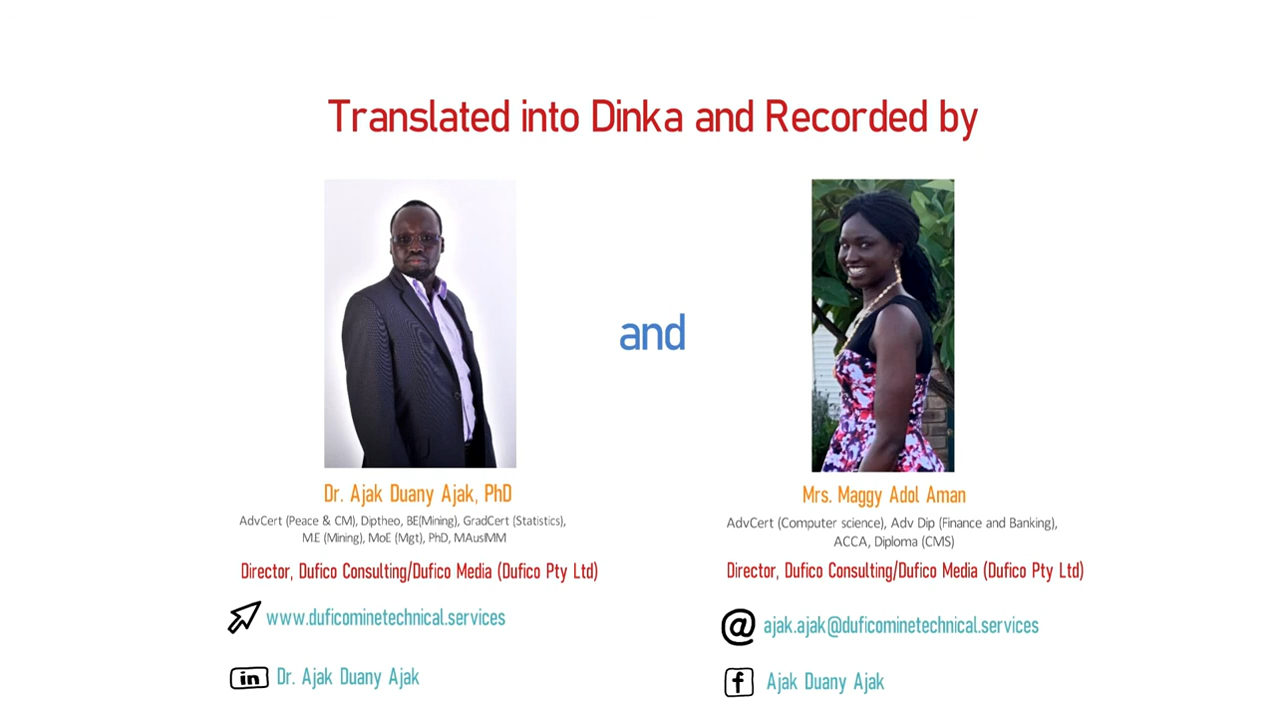 Translated into Dinka and Recorded by
and
Dr. Ajak Duany Ajak, PhD
AdvCert (Peace & CM), Diptheo, BE(Mining), GradCert (Statistics),
M.E (Mining), MoE (Mgt), PhD, MAusIMM
Director, Dufico Consulting/Dufico Media (Dufico Pty Ltd)
www.duficominetechnical.services
in Dr. Ajak Duany Ajak
Mrs. Maggy Adol Aman
AdvCert (Computer science), Adv Dip (Finance and Banking),
ACCA, Diploma (CMS)
Director, Dufico Consulting/Dufico Media (Dufico Pty Ltd)
@ ajak.ajak@duficominetechnical.services
f Ajak Duany Ajak